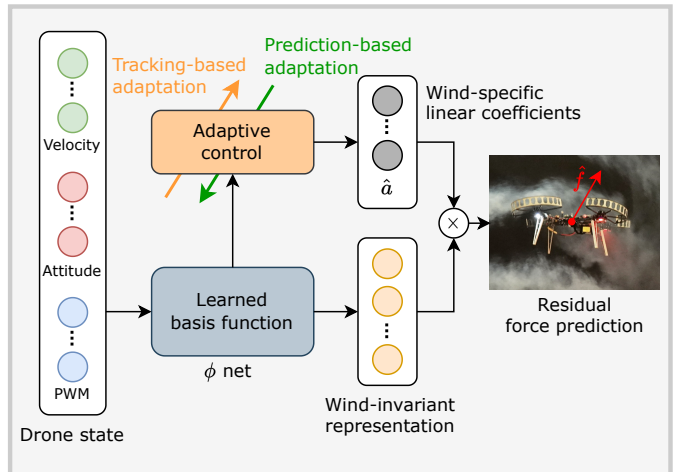 Tracking-based
adaptation
Prediction-based
adaptation
Velocity
Attitude
PWM
Drone state
Adaptive
control
Learned
basis function
ϕ net
â
Wind-specific
linear coefficients
Wind-invariant
representation
×
f̂
Residual
force prediction